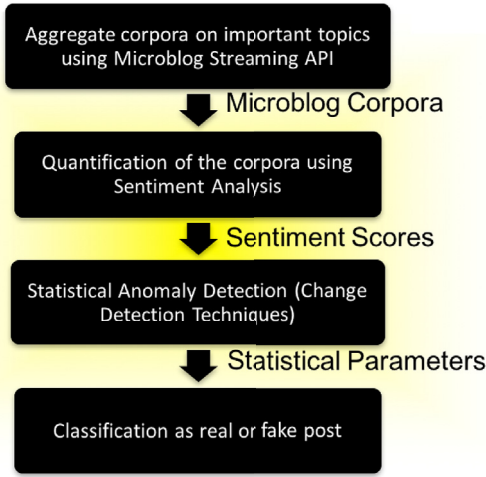 Aggregate corpora on important topics
using Microblog Streaming API
Microblog Corpora
Quantification of the corpora using
Sentiment Analysis
Sentiment Scores
Statistical Anomaly Detection (Change
Detection Techniques)
Statistical Parameters
Classification as real or fake post